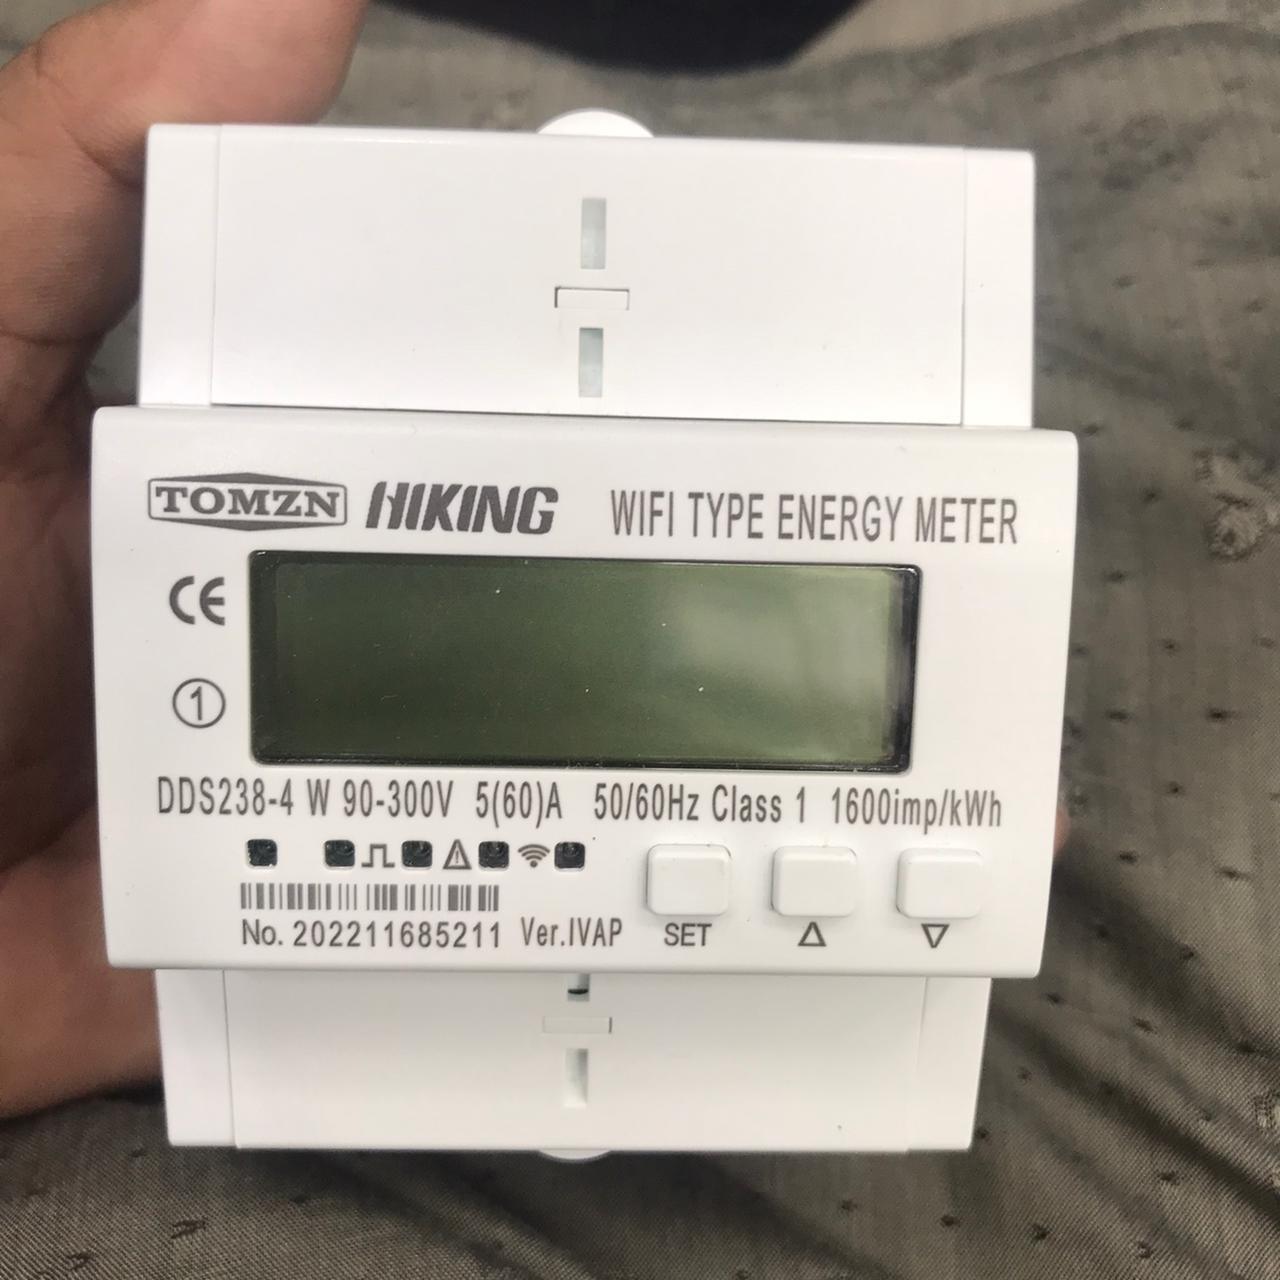 TOMZN HIKING WIFI TYPE ENERGY METER
CE
1
DDS238-4 W 90-300V 5(60)A 50/60Hz Class 1 1600imp/kWh
No. 202211685211 Ver.IVAP SET